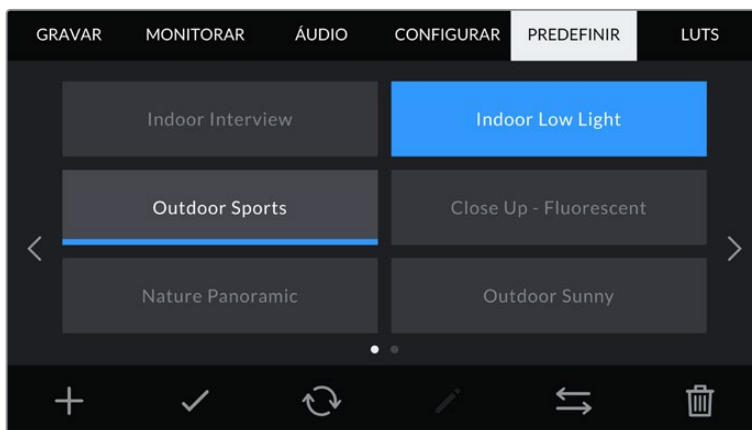 GRAVAR MONITORAR ÁUDIO CONFIGURAR PREDEFINIR LUTS
Indoor Interview Indoor Low Light
Outdoor Sports Close Up - Fluorescent
Nature Panoramic Outdoor Sunny